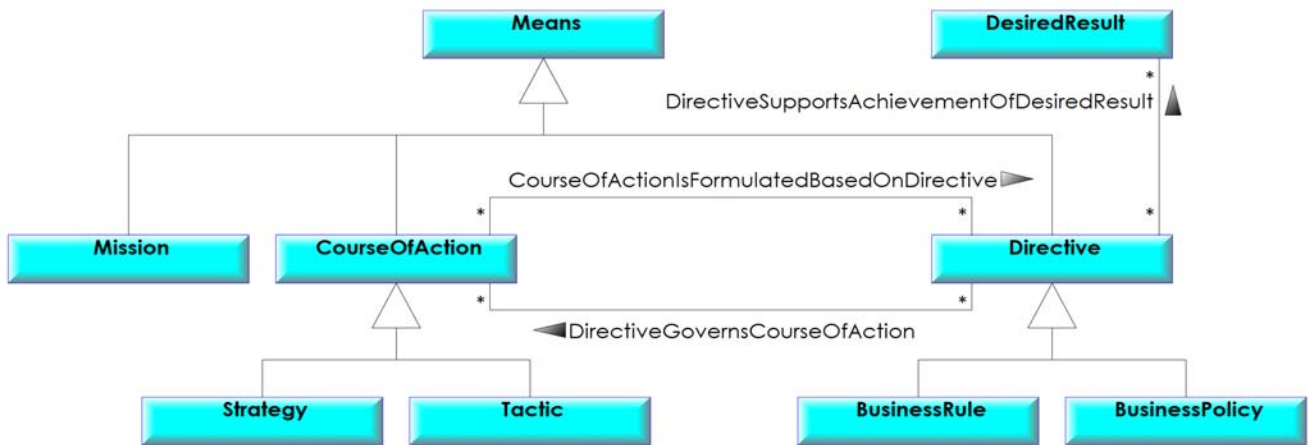 Means
DesiredResult
*
DirectiveSupportsAchievementOfDesiredResult
CourseOfActionIsFormulatedBasedOnDirective
*
*
*
Mission
CourseOfAction
Directive
*
*
DirectiveGovernsCourseOfAction
Strategy
Tactic
BusinessRule
BusinessPolicy